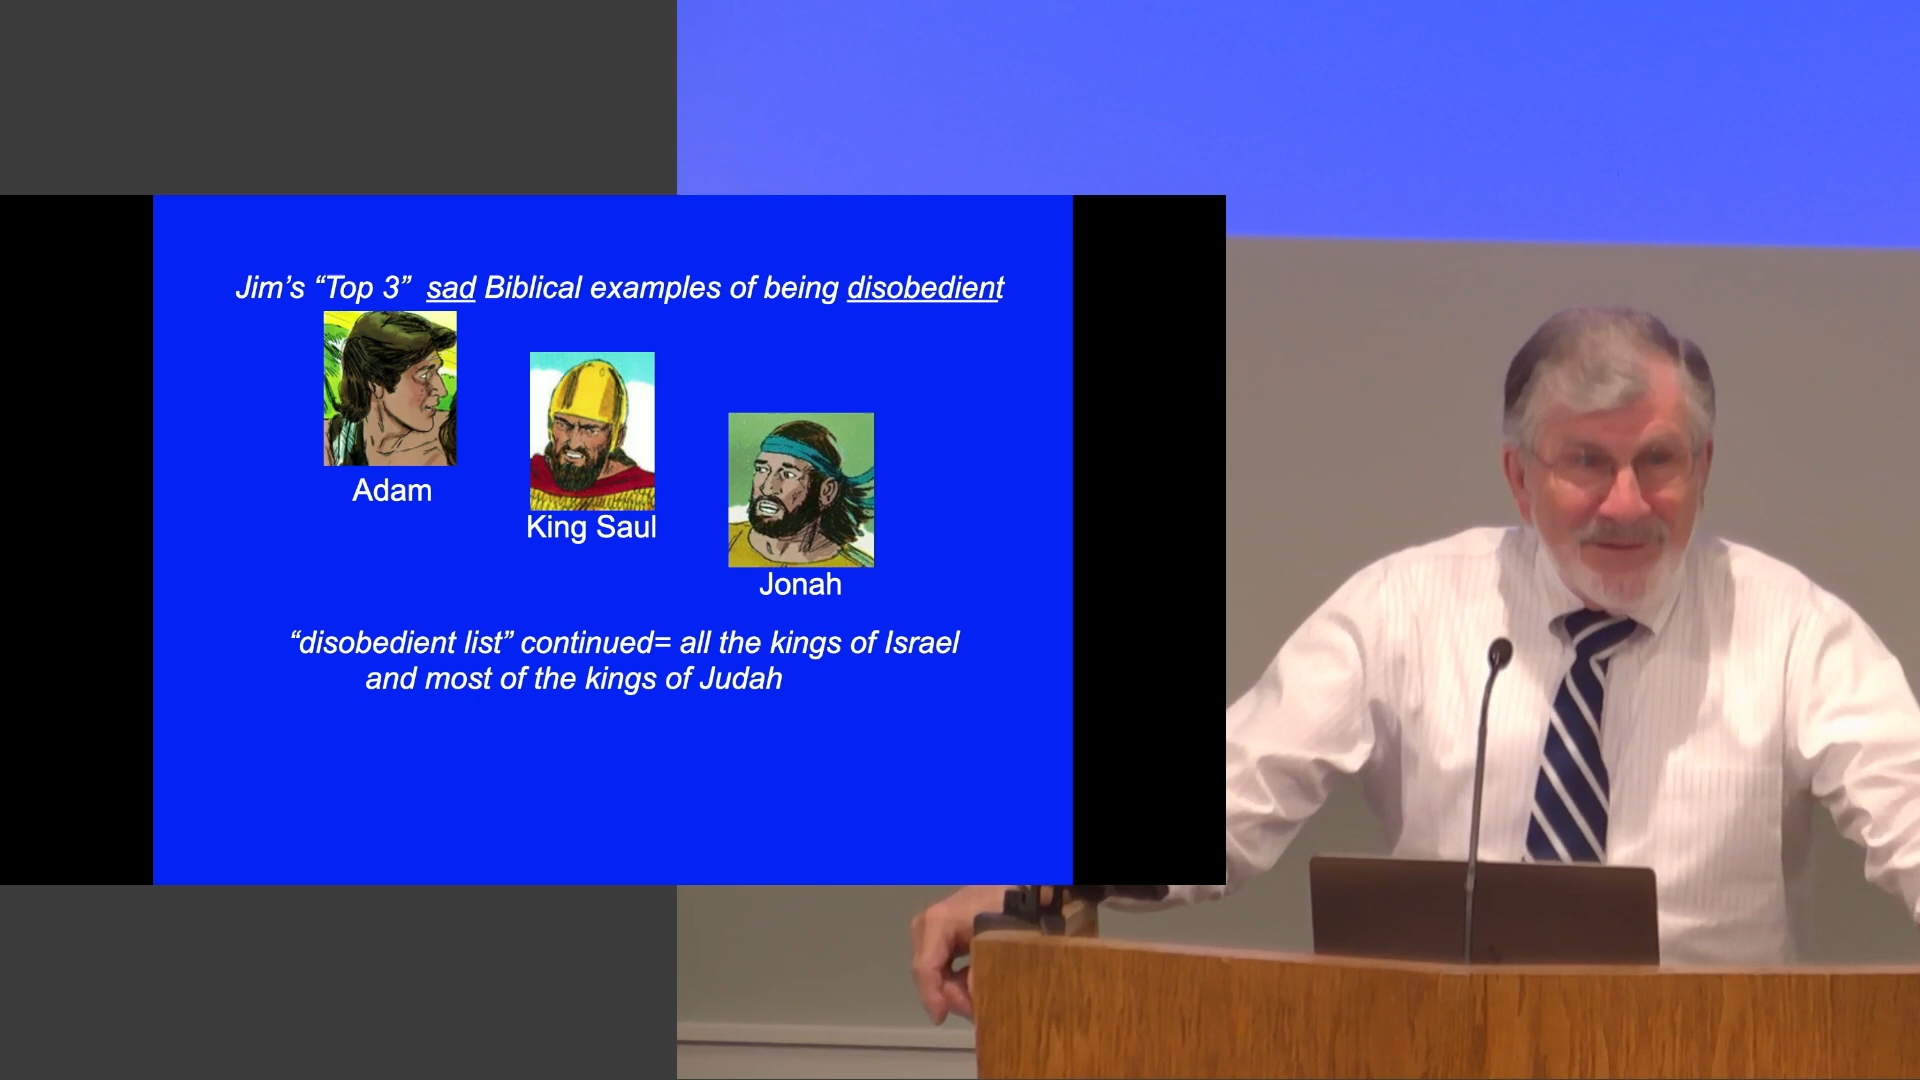 Jim’s “Top 3” sad Biblical examples of being disobedient
Adam
King Saul
Jonah
“disobedient list” continued= all the kings of Israel
and most of the kings of Judah